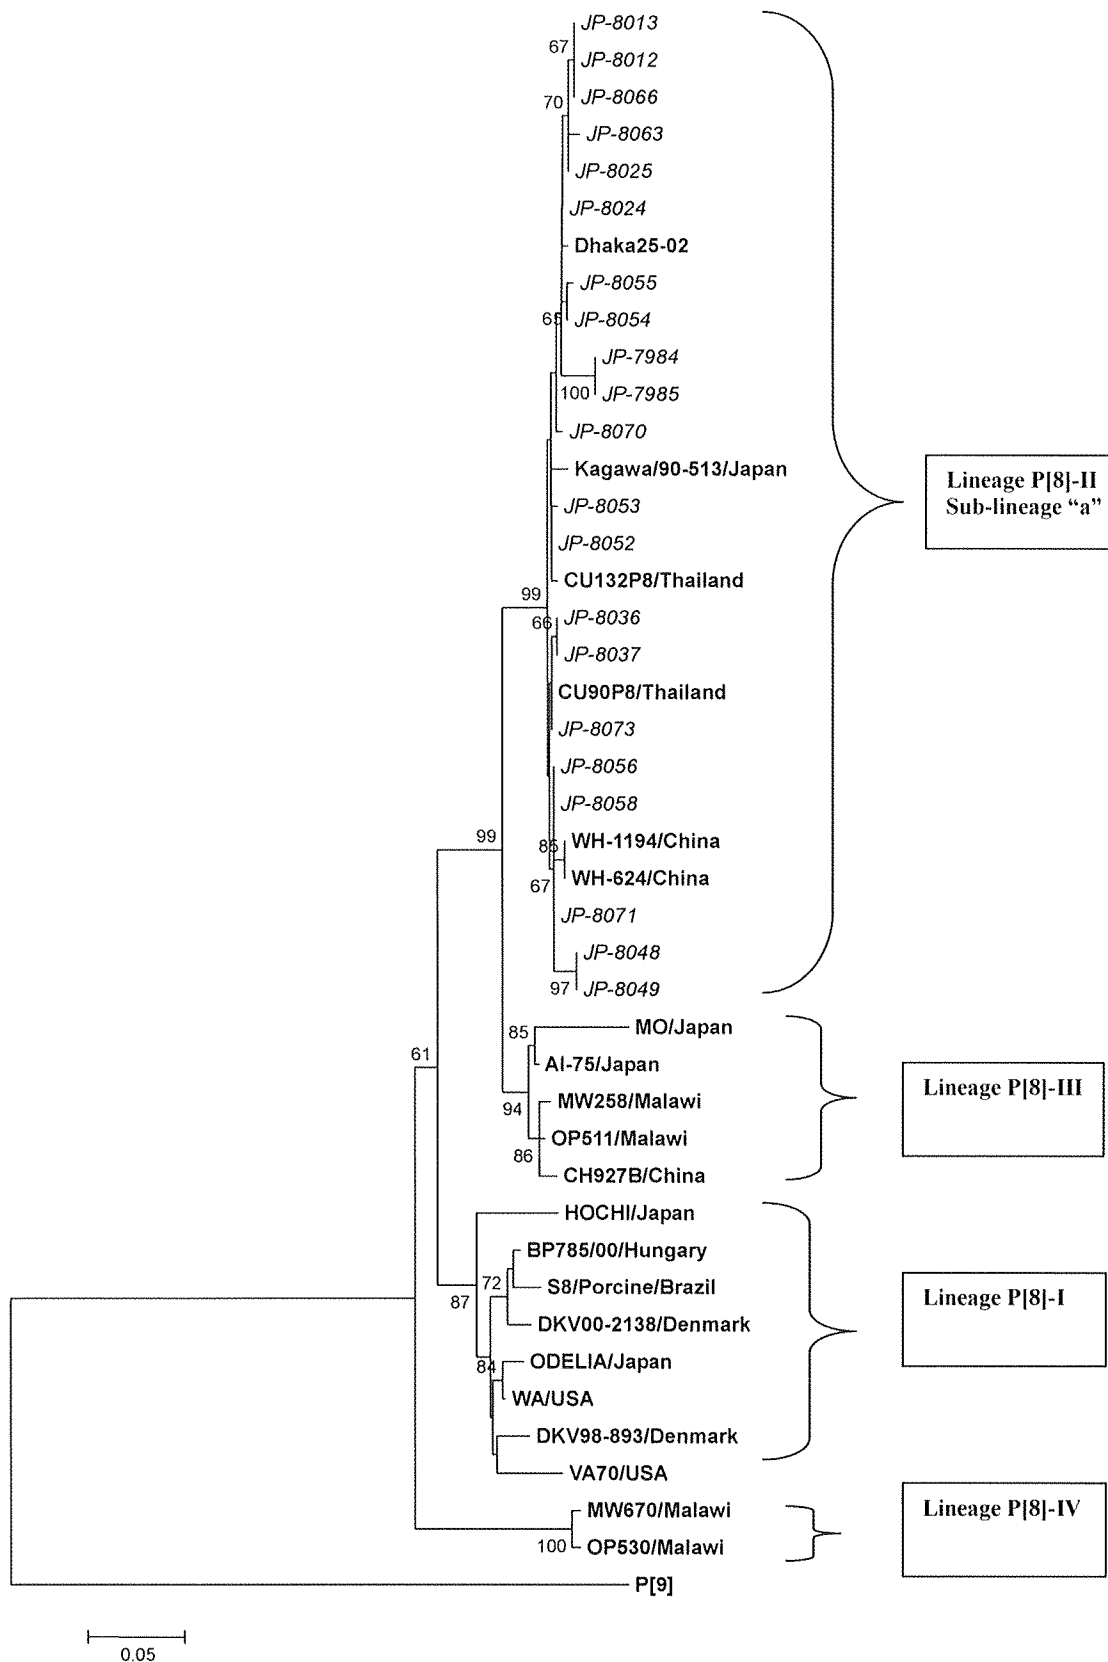 JP-8013
67
JP-8012
JP-8066
70
JP-8063
JP-8025
JP-8024
Dhaka25-02
JP-8055
65
JP-8054
JP-7984
100
JP-7985
JP-8070
Kagawa/90-513/Japan
JP-8053
JP-8052
CU132P8/Thailand
99
JP-8036
66
JP-8037
CU90P8/Thailand
JP-8073
JP-8056
JP-8058
99
WH-1194/China
85
WH-624/China
67
JP-8071
JP-8048
97
JP-8049
Lineage P[8]-II
Sub-lineage “a”
85
MO/Japan
61
AI-75/Japan
94
MW258/Malawi
OP511/Malawi
86
CH927B/China
Lineage P[8]-III
HOCHI/Japan
BP785/00/Hungary
72
S8/Porcine/Brazil
87
DKV00-2138/Denmark
84
ODELIA/Japan
WA/USA
DKV98-893/Denmark
VA70/USA
Lineage P[8]-I
MW670/Malawi
100
OP530/Malawi
Lineage P[8]-IV
P[9]
0.05